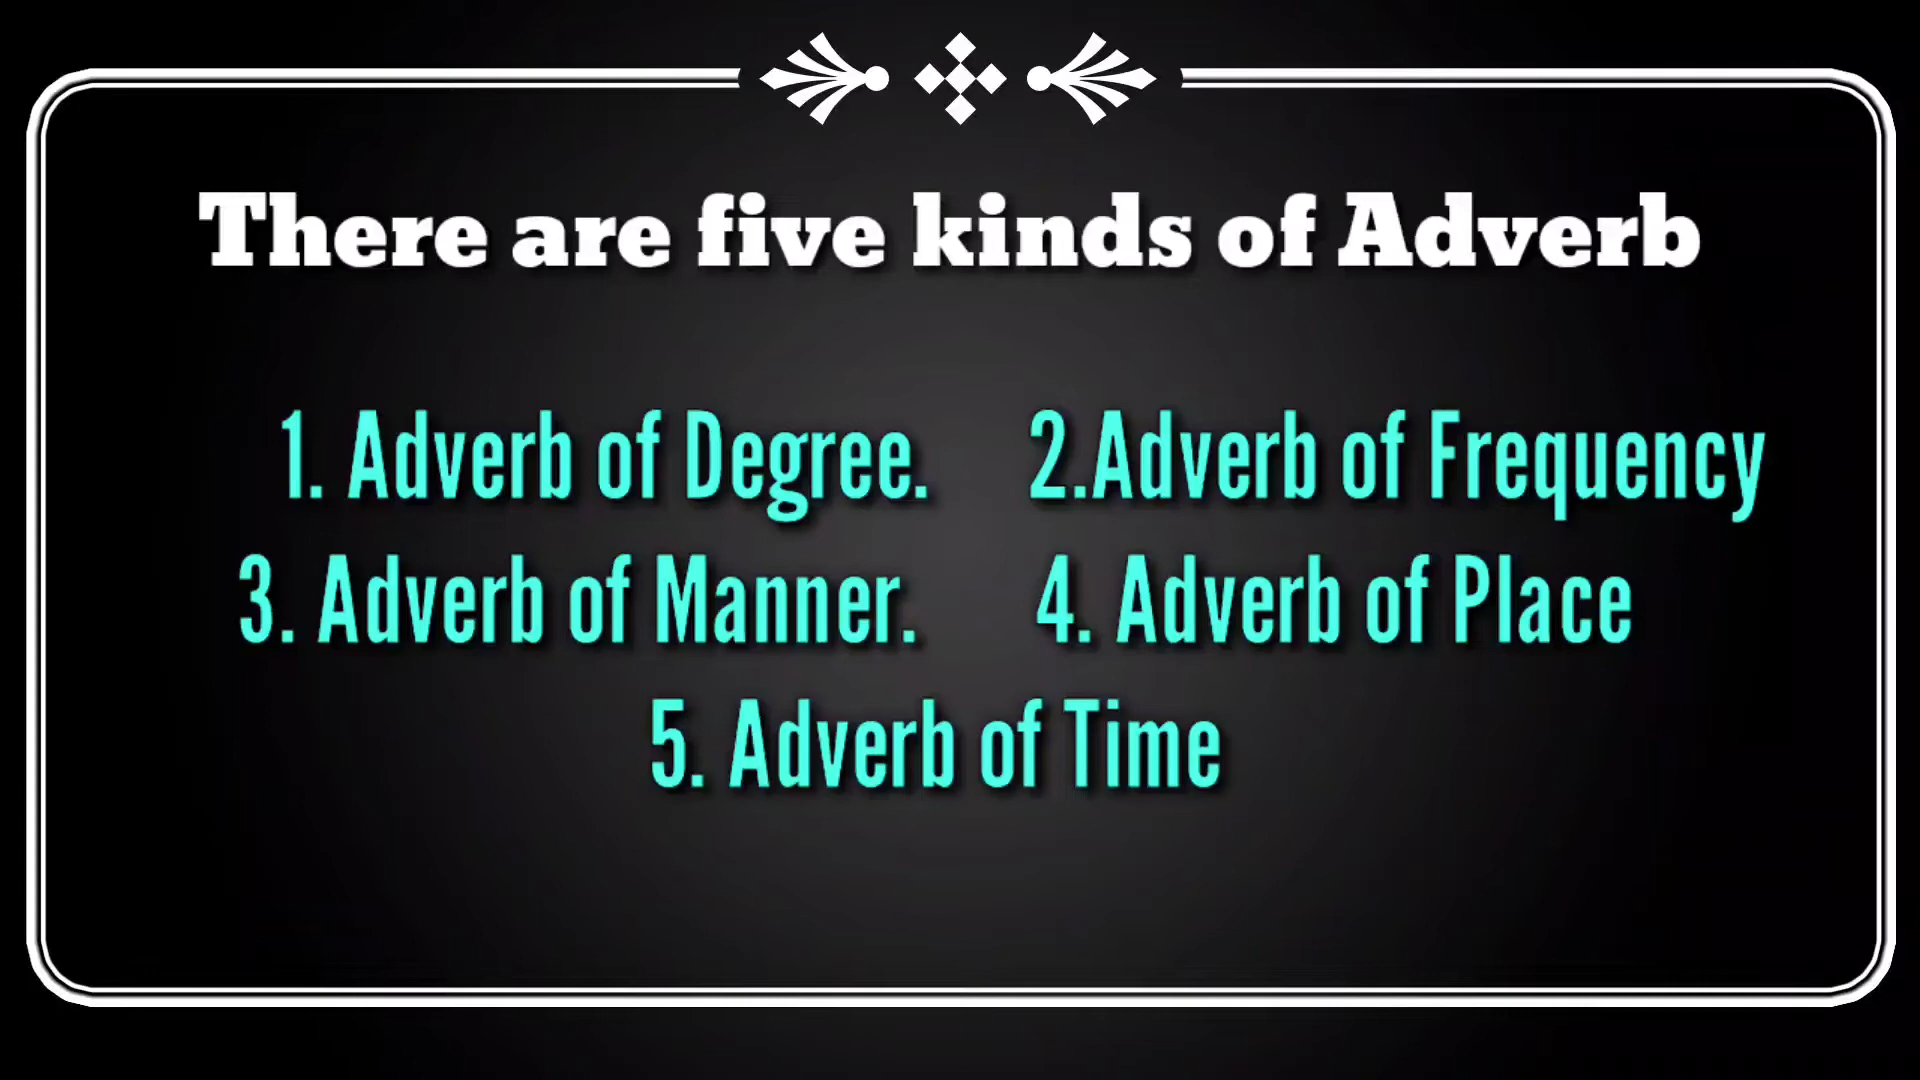 There are five kinds of Adverb
1. Adverb of Degree. 2.Adverb of Frequency
3. Adverb of Manner. 4. Adverb of Place
5. Adverb of Time